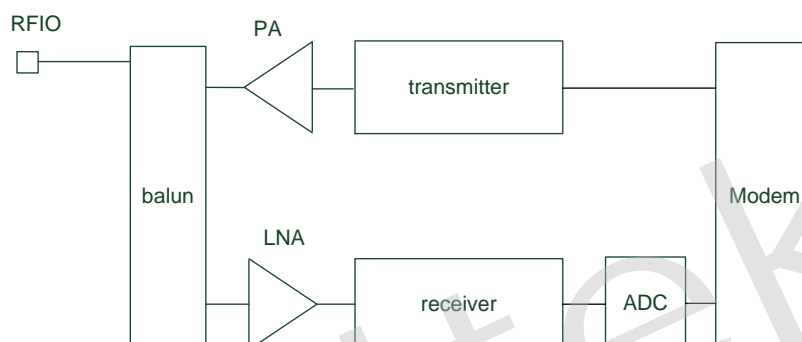 RFIO
PA
transmitter
balun
Modem
LNA
receiver
ADC